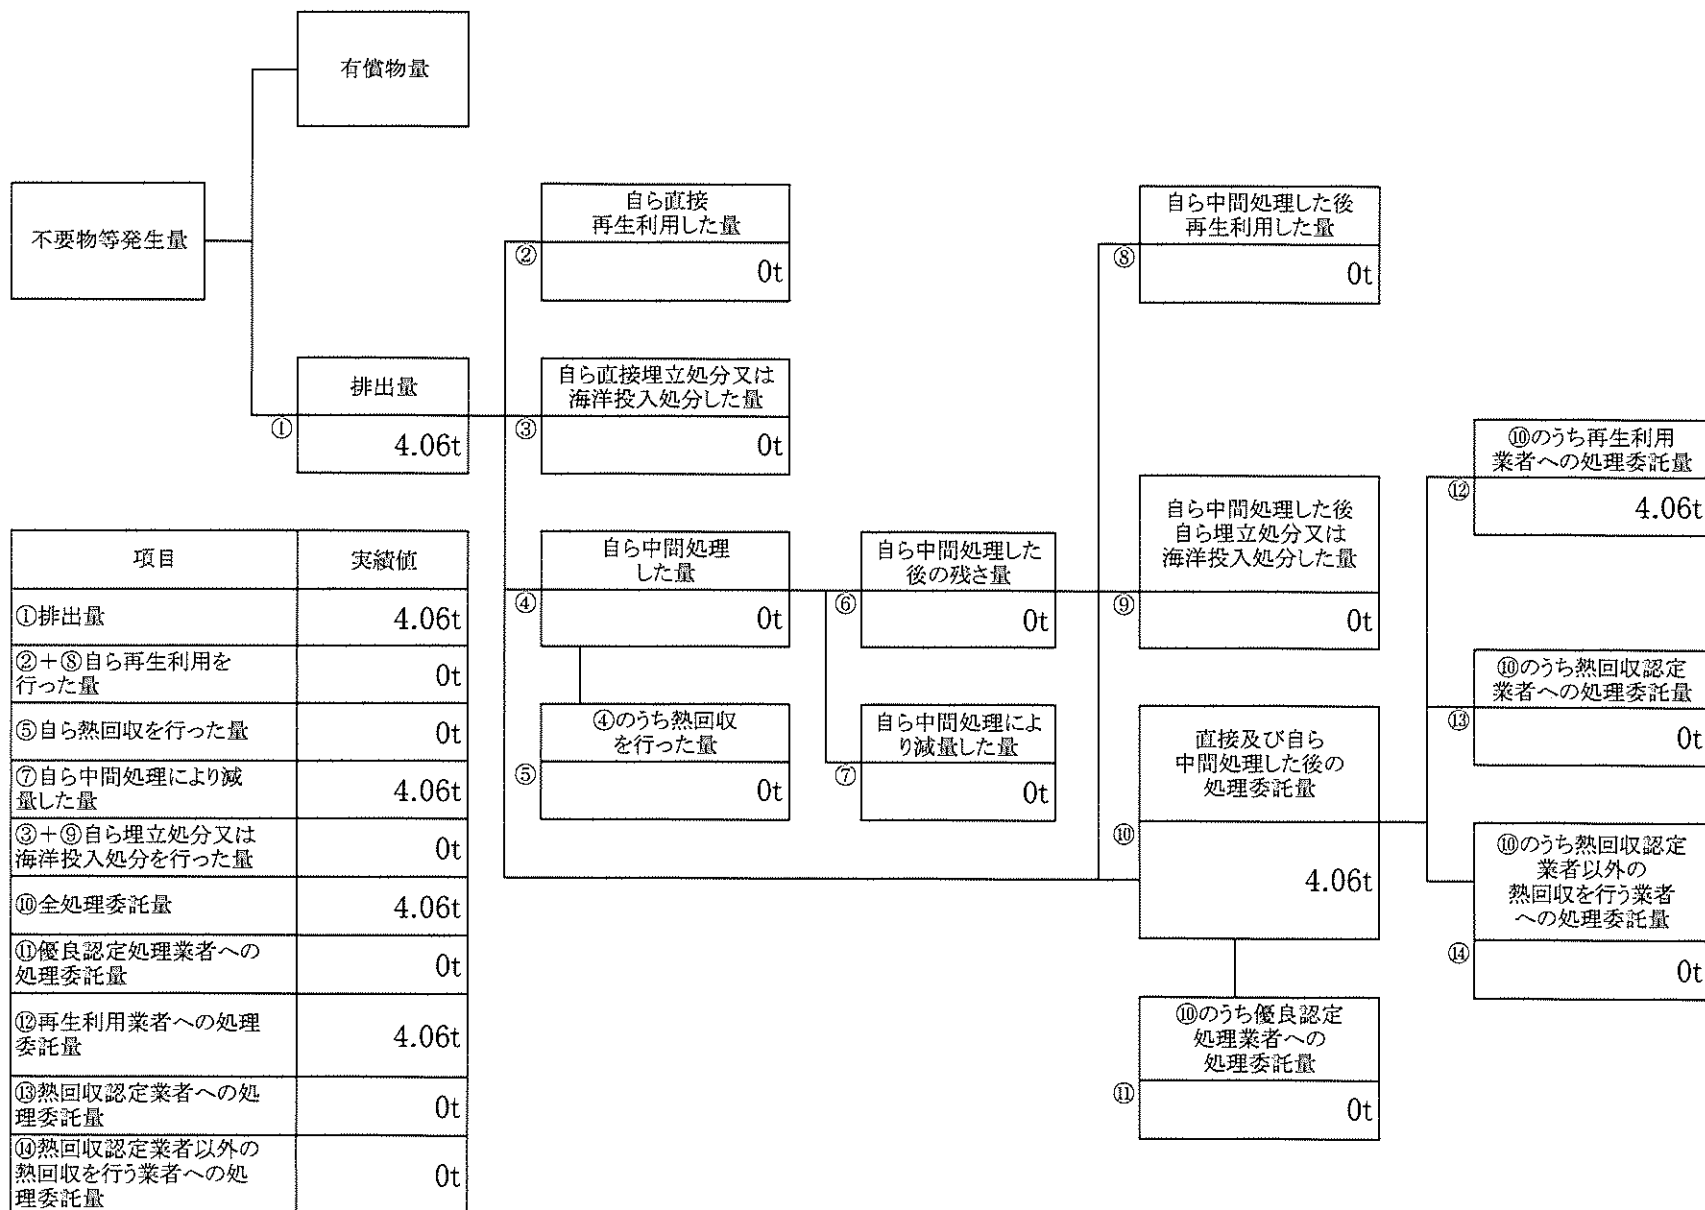 有償物量
不要物等発生量
自ら直接
再生利用した量
②
0t
自ら中間処理した後
再生利用した量
⑧
0t
排出量
①
4.06t
自ら直接埋立処分又は
海洋投入処分した量
③
0t
⑩のうち再生利用
業者への処理委託量
⑫
4.06t
自ら中間処理
した量
④
0t
自ら中間処理した
後の残さ量
⑥
0t
自ら中間処理した後
自ら埋立処分又は
海洋投入処分した量
⑨
0t
⑩のうち熱回収認定
業者への処理委託量
⑬
0t
④のうち熱回収
を行った量
⑤
0t
自ら中間処理によ
り減量した量
⑦
0t
直接及び自ら
中間処理した後の
処理委託量
⑩
4.06t
⑩のうち熱回収認定
業者以外の
熱回収を行う業者
への処理委託量
⑭
0t
⑩のうち優良認定
処理業者への
処理委託量
⑪
0t
項目 実績値
①排出量 4.06t
②+⑧自ら再生利用を
行った量 0t
⑤自ら熱回収を行った量 0t
⑦自ら中間処理により減
量した量 4.06t
③+⑨自ら埋立処分又は
海洋投入処分を行った量 0t
⑩全処理委託量 4.06t
⑪優良認定処理業者への
処理委託量 0t
⑫再生利用業者への処理
委託量 4.06t
⑬熱回収認定業者への処
理委託量 0t
⑭熱回収認定業者以外の
熱回収を行う業者への処
理委託量 0t